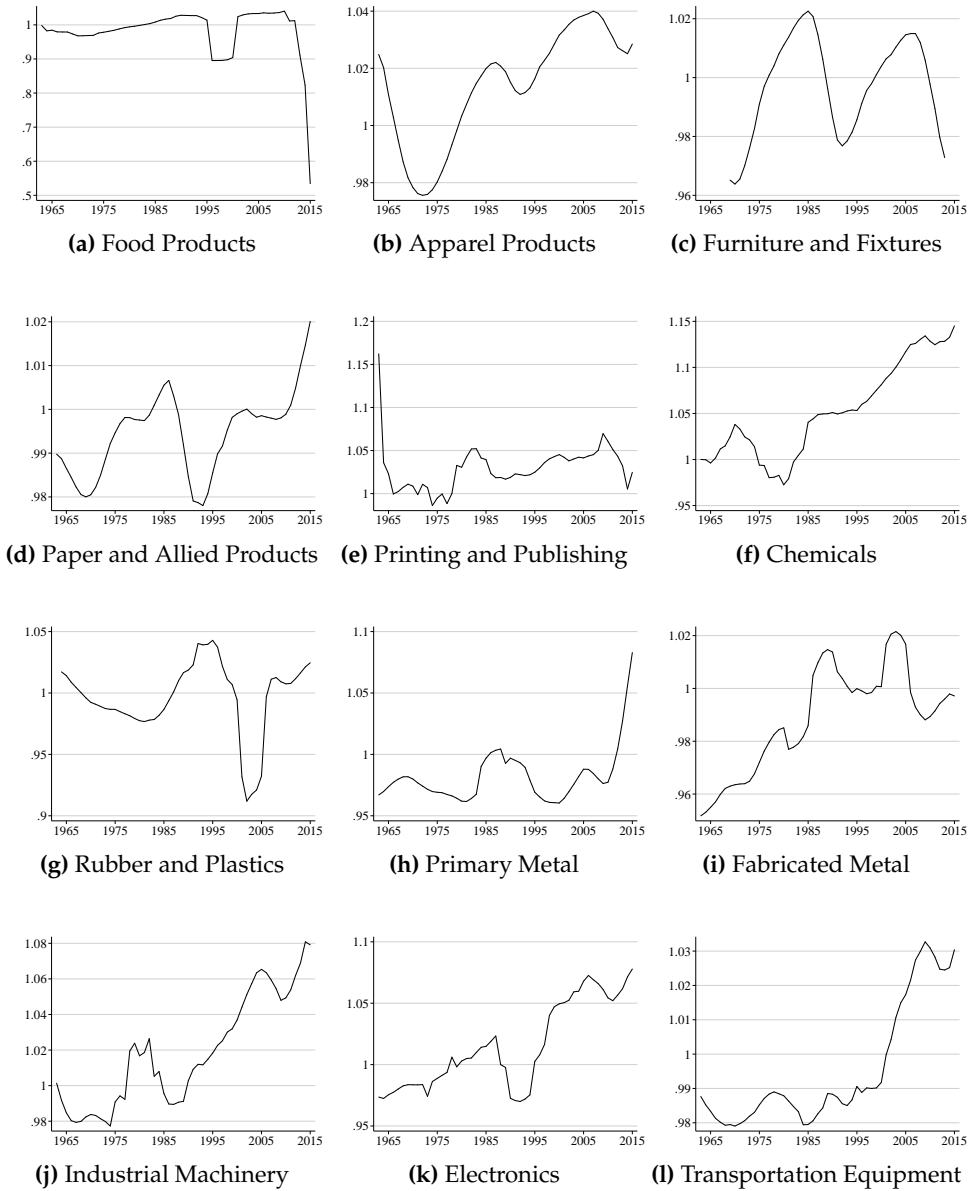 1
.9
.8
.7
.6
.5
1965 1975 1985 1995 2005 2015
(a) Food Products
1.04
1.02
1
.98
1965 1975 1985 1995 2005 2015
(b) Apparel Products
1.02
1
.98
.96
1965 1975 1985 1995 2005 2015
(c) Furniture and Fixtures
1.02
1.01
1
.99
.98
1965 1975 1985 1995 2005 2015
(d) Paper and Allied Products
1.2
1.15
1.1
1.05
1
1965 1975 1985 1995 2005 2015
(e) Printing and Publishing
1.15
1.1
1.05
1
.95
1965 1975 1985 1995 2005 2015
(f) Chemicals
1.05
1
.95
.9
1965 1975 1985 1995 2005 2015
(g) Rubber and Plastics
1.1
1.05
1
.95
1965 1975 1985 1995 2005 2015
(h) Primary Metal
1.02
1
.98
.96
1965 1975 1985 1995 2005 2015
(i) Fabricated Metal
1.08
1.06
1.04
1.02
1
.98
1965 1975 1985 1995 2005 2015
(j) Industrial Machinery
1.1
1.05
1
.95
1965 1975 1985 1995 2005 2015
(k) Electronics
1.03
1.02
1.01
1
.99
.98
1965 1975 1985 1995 2005 2015
(l) Transportation Equipment